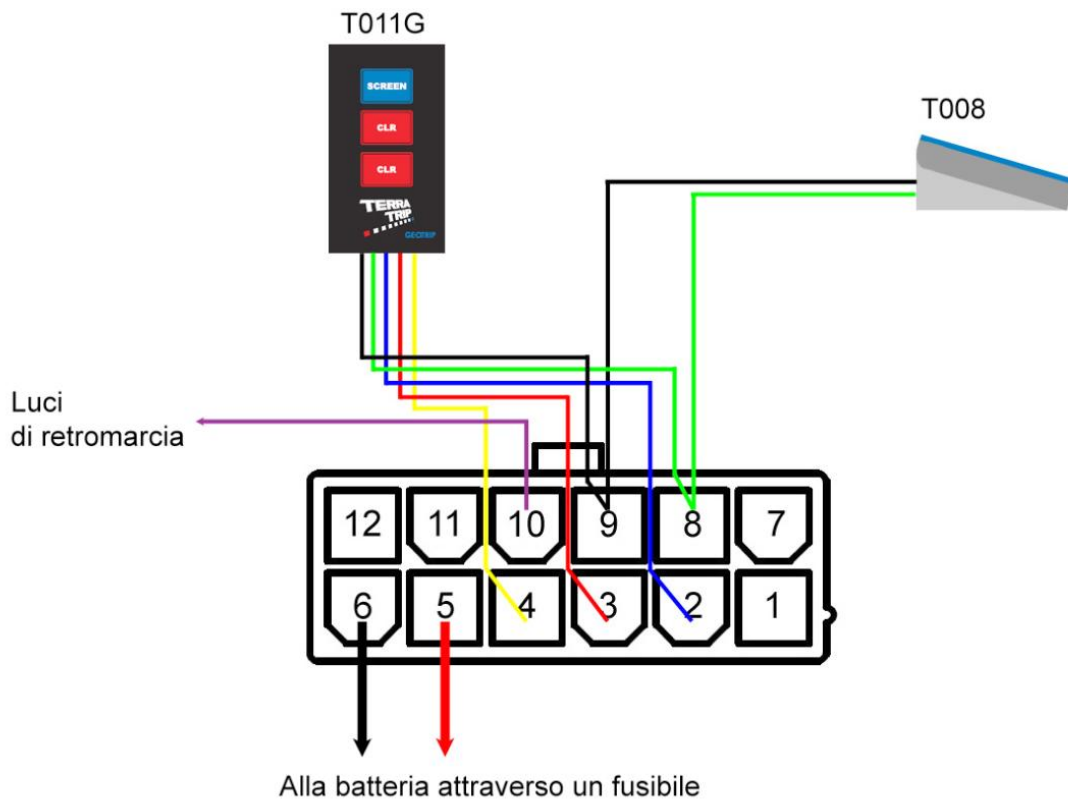 T011G
SCREEN
CLR
CLR
TERRA
TRIP
GEOTRIP
T008
Luci
di retromarcia
12 11 10 9 8 7
6 5 4 3 2 1
Alla batteria attraverso un fusibile